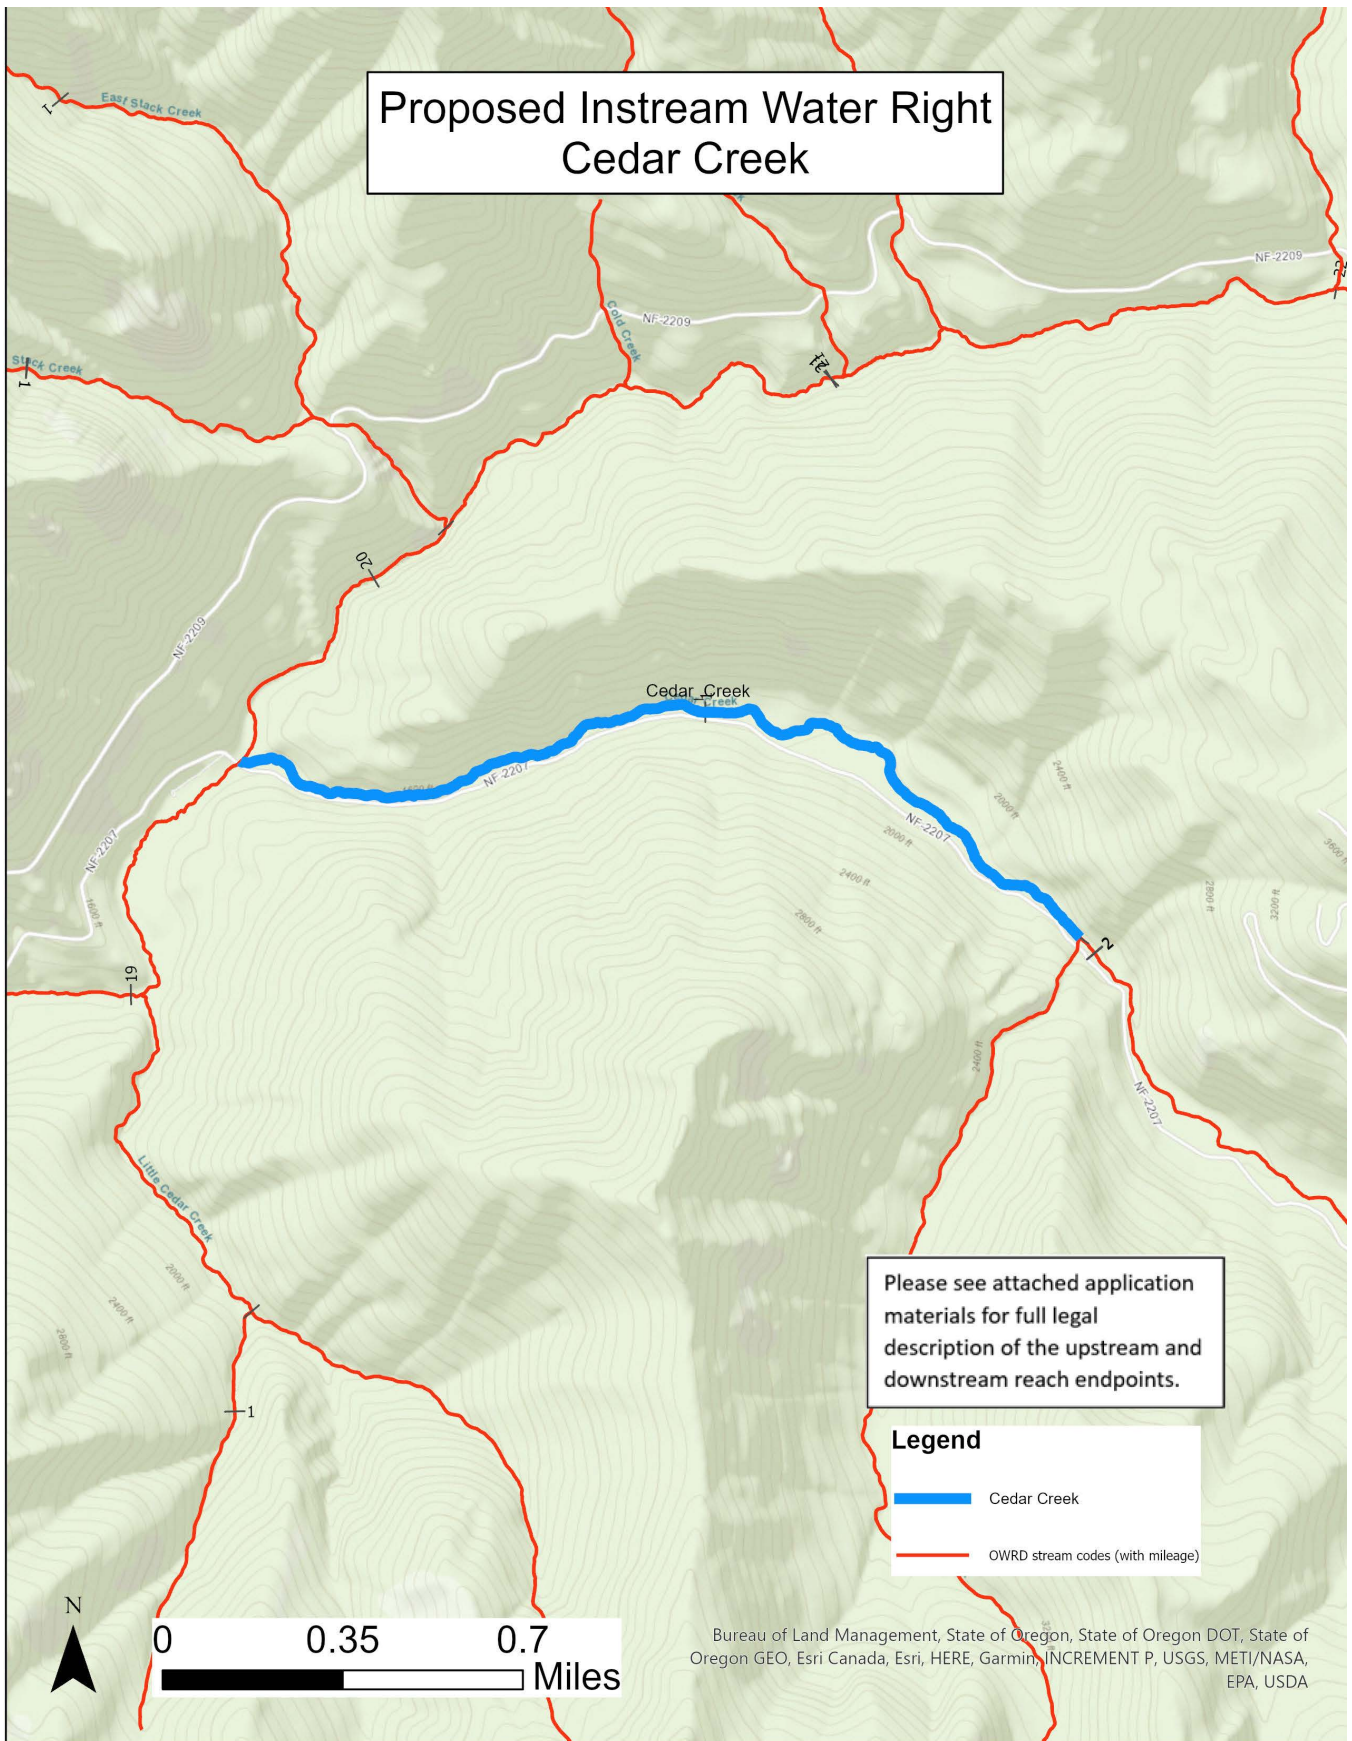 Proposed Instream Water Right
Cedar Creek
1
East Stack Creek
NF-2209
22
Stack Creek
1
Cold Creek
NF-2209
21
20
NF-2209
Cedar Creek
1
NF-2207
2400 ft
2000 ft
NF-2207
2000 ft
2400 ft
2800 ft
NF-2207
1600 ft
3600 ft
2800 ft
3200 ft
2
19
2400 ft
NF-2207
Little Cedar Creek
2000 ft
2400 ft
2800 ft
1
Please see attached application
materials for full legal
description of the upstream and
downstream reach endpoints.
Legend
Cedar Creek
OWRD stream codes (with mileage)
N
0 0.35 0.7
Miles
Bureau of Land Management, State of Oregon, State of Oregon DOT, State of
Oregon GEO, Esri Canada, Esri, HERE, Garmin, INCREMENT P, USGS, METI/NASA,
EPA, USDA